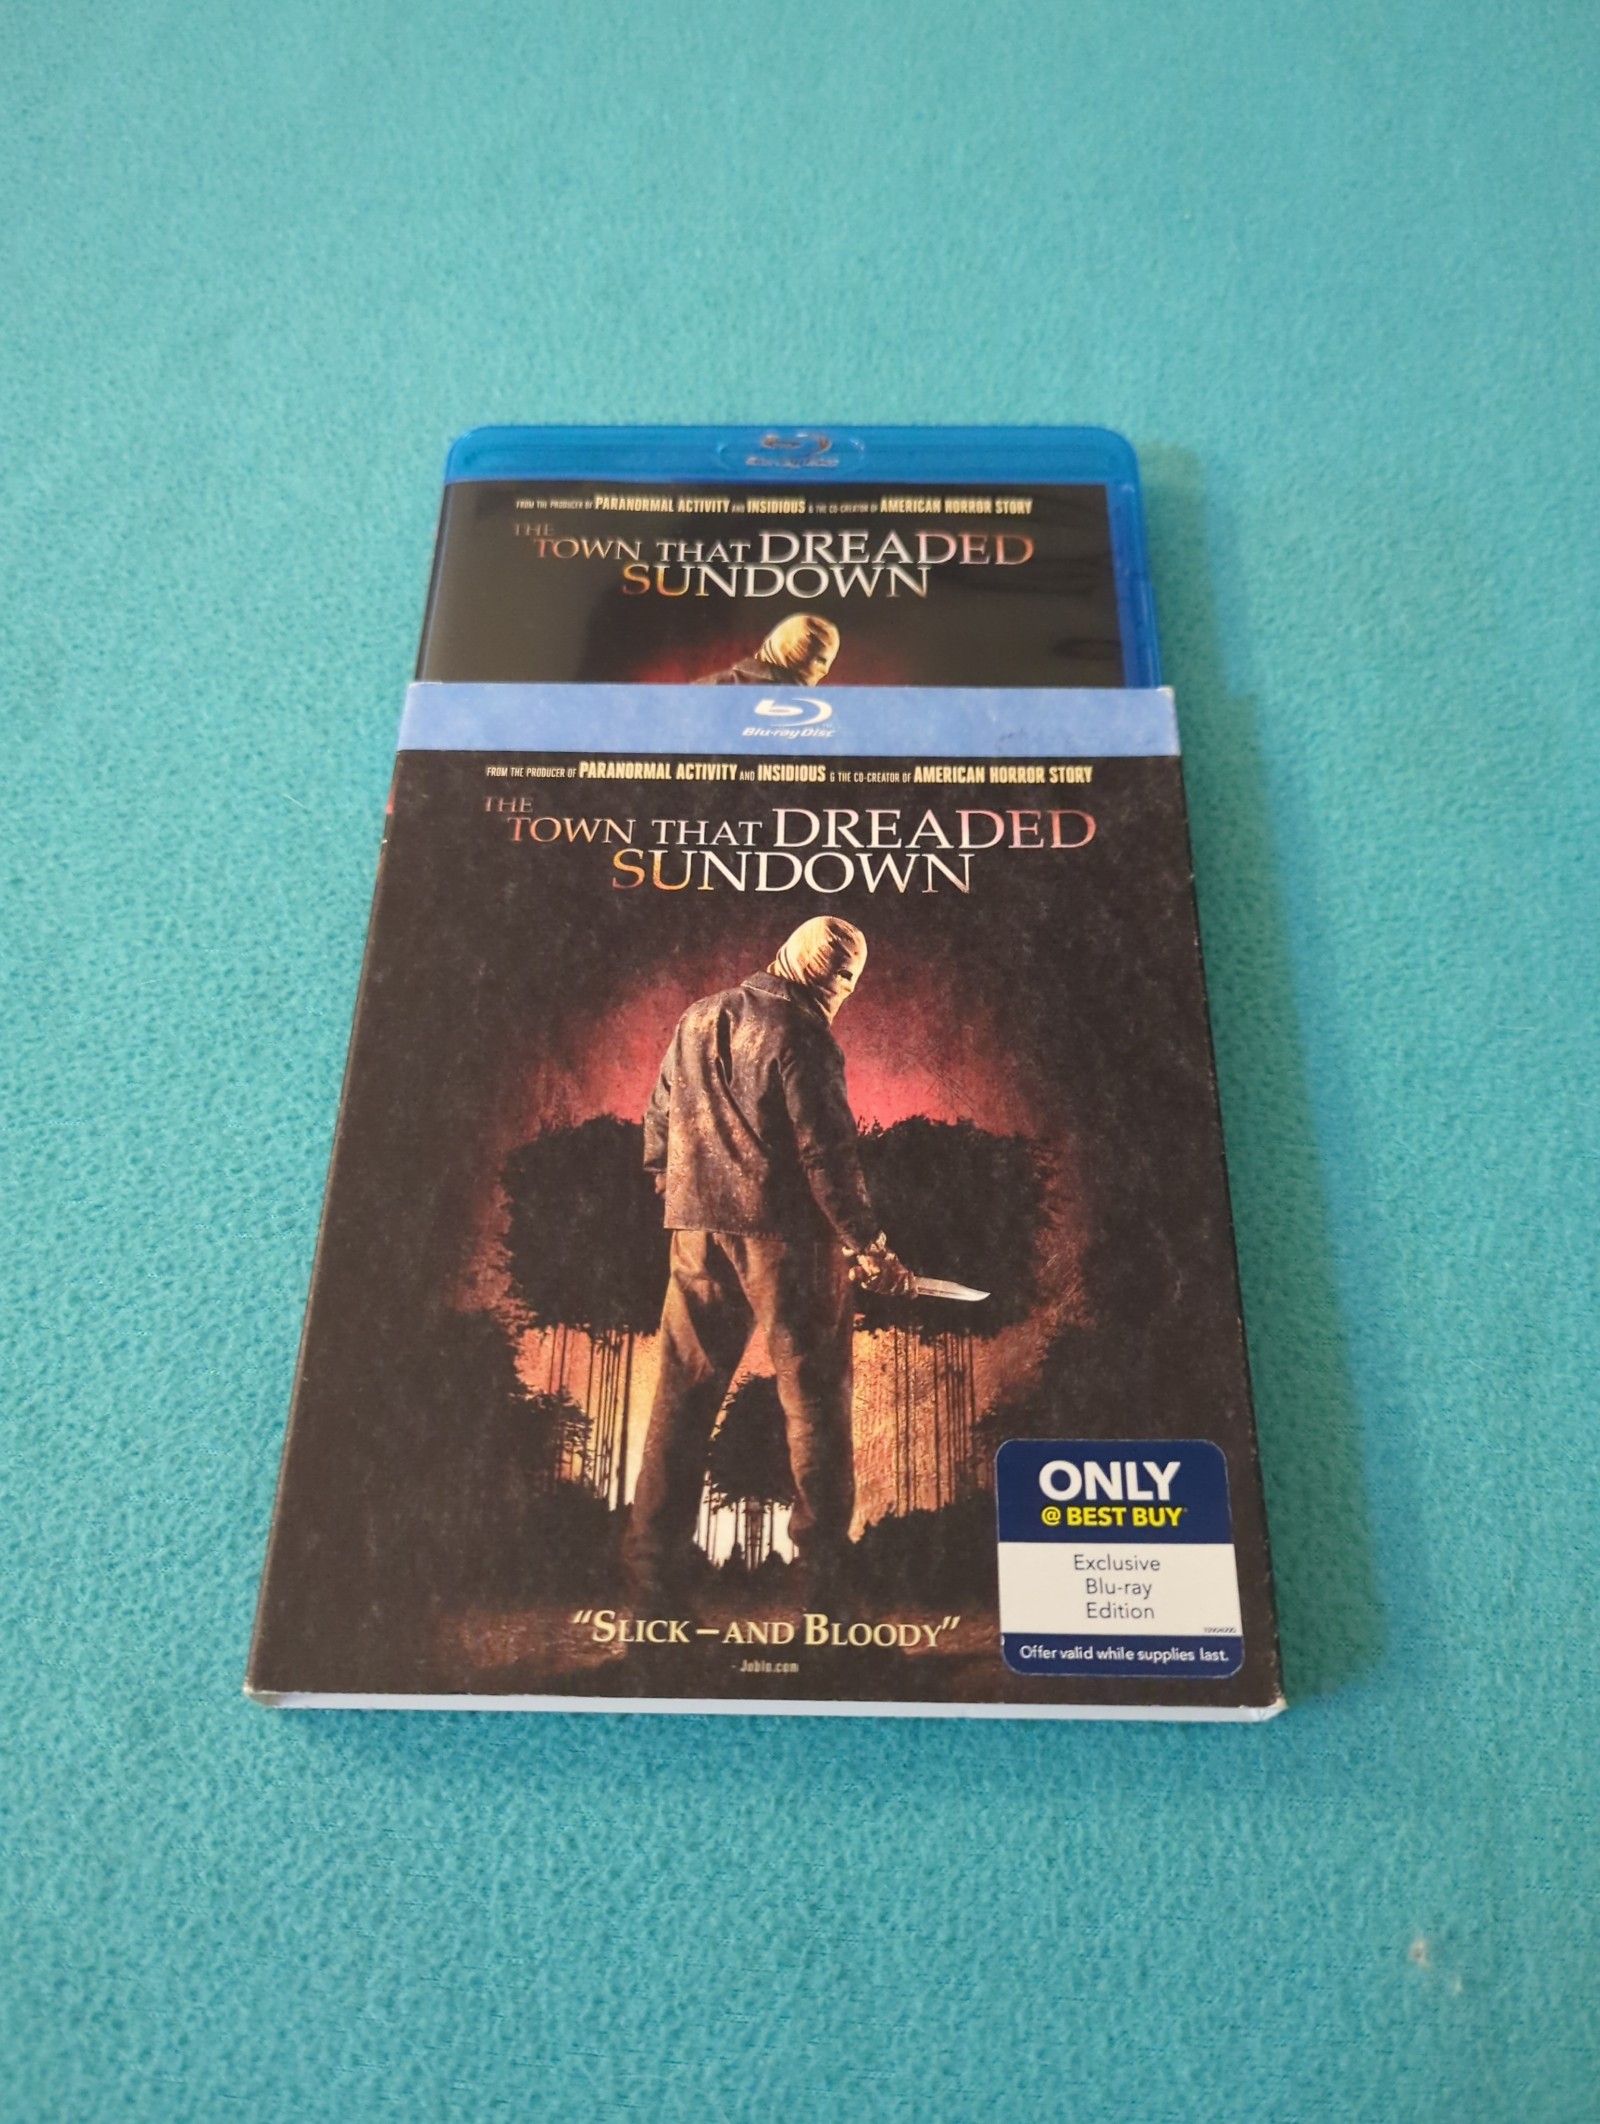 Blu-ray Disc
FROM THE PRODUCER OF PARANORMAL ACTIVITY AND INSIDIOUS & THE CO-CREATOR OF AMERICAN HORROR STORY
THE
TOWN THAT DREADED
SUNDOWN
Blu-ray Disc
FROM THE PRODUCER OF PARANORMAL ACTIVITY AND INSIDIOUS & THE CO-CREATOR OF AMERICAN HORROR STORY
THE
TOWN THAT DREADED
SUNDOWN
ONLY
@ BEST BUY
Exclusive
Blu-ray
Edition
Offer valid while supplies last.
“SLICK – AND BLOODY”
- Joblo.com